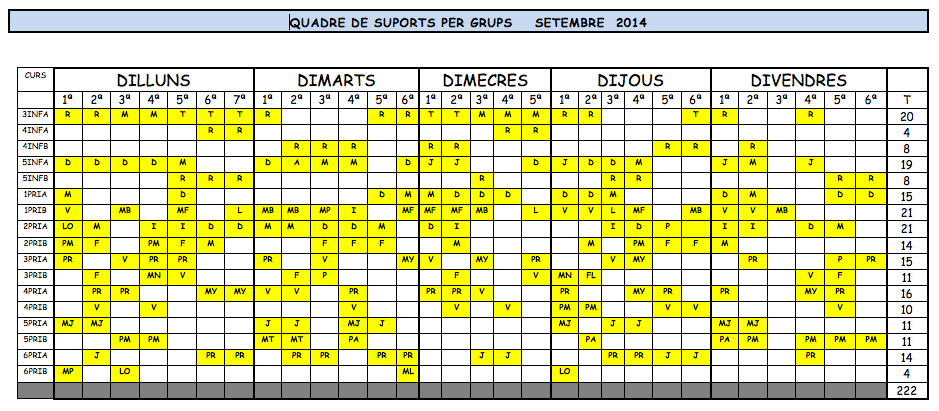 QUADRE DE SUPORTS PER GRUPS SETEMBRE 2014
CURS DILLUNS DIMARTS DIMECRES DIJOUS DIVENDRES
1ª 2ª 3ª 4ª 5ª 6ª 7ª 1ª 2ª 3ª 4ª 5ª 6ª 1ª 2ª 3ª 4ª 5ª 1ª 2ª 3ª 4ª 5ª 6ª 1ª 2ª 3ª 4ª 5ª 6ª T
3INFA R R M M T T T R R R T T M M M R R T R R 20
4INFA R R R R 4
4INFB R R R R R R R R 8
5INFA D D D D M D A M M D J J D J D D M J M J 19
5INFB R R R R R R R R 8
1PRIA M D D M M D D D D D M D M D D 15
1PRIB V MB MF L MB MB MP I MF MF MF MB L V V L MF MB V V MB 21
2PRIA LO M I I D D M M D D M D I I D P I I D M 21
2PRIB PM F PM F M F F F M M PM F F M 14
3PRIA PR V PR PR PR V MY V MY PR V MY PR P PR 15
3PRIB F MN V F P F V MN FL V F 11
4PRIA PR PR MY MY V V PR PR PR V PR MY PR PR MY PR 16
4PRIB V V V V V PM PM V V V 10
5PRIA MJ MJ J J MJ J MJ J J MJ MJ 11
5PRIB PM PM MT MT PA PA PA PM PM PM PM 11
6PRIA J PR PR PR PR PR PR J J PR PR J J PR 14
6PRIB MP LO ML LO 4
222